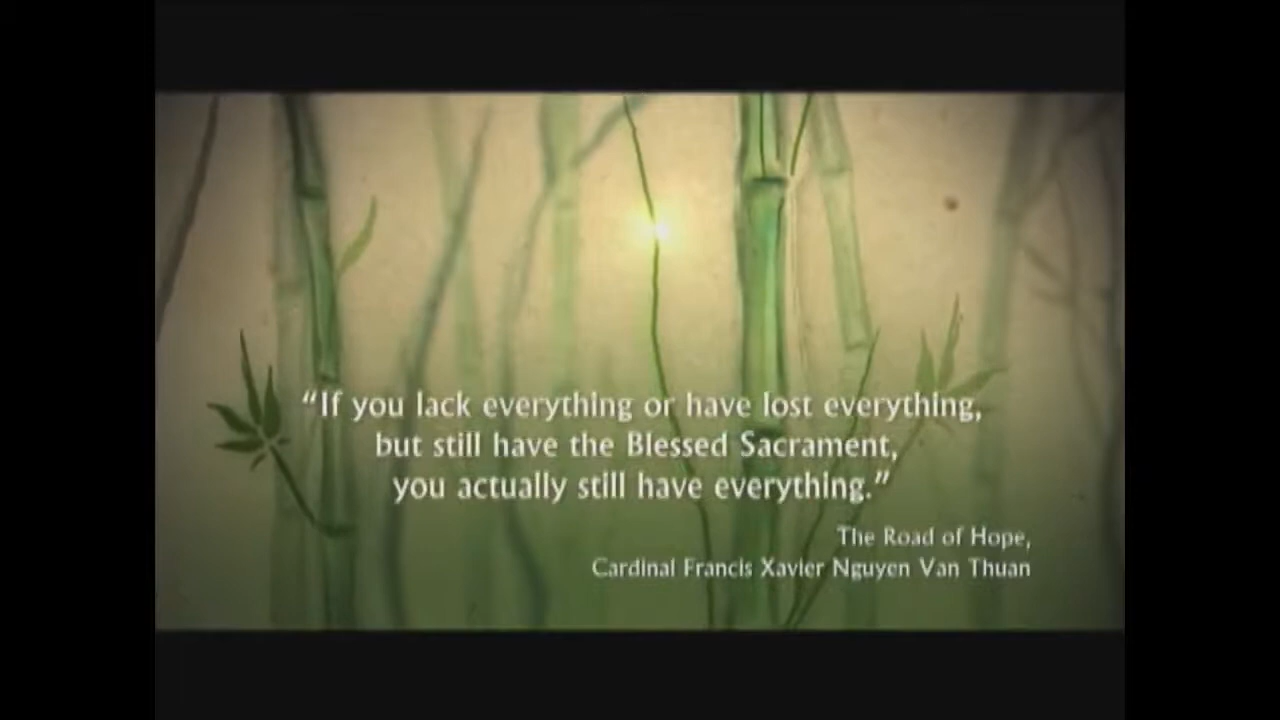 “If you lack everything or have lost everything,
but still have the Blessed Sacrament,
you actually still have everything.”
The Road of Hope,
Cardinal Francis Xavier Nguyen Van Thuan